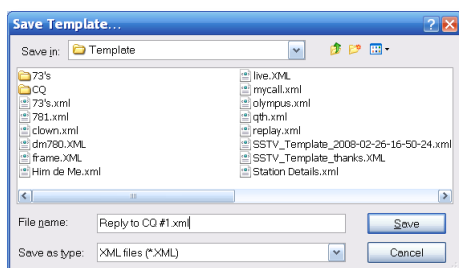 Save Template...
Save in: Template
73's
CQ
73's.xml
781.xml
clown.xml
dm780.XML
frame.XML
Him de Me.xml
live.XML
mycall.xml
olympus.xml
qth.xml
replay.xml
SSTV_Template_2008-02-26-16-50-24.xml
SSTV_Template_thanks.XML
Station Details.xml
File name: Reply to CQ #1.xml Save
Save as type: XML files (*.XML) Cancel